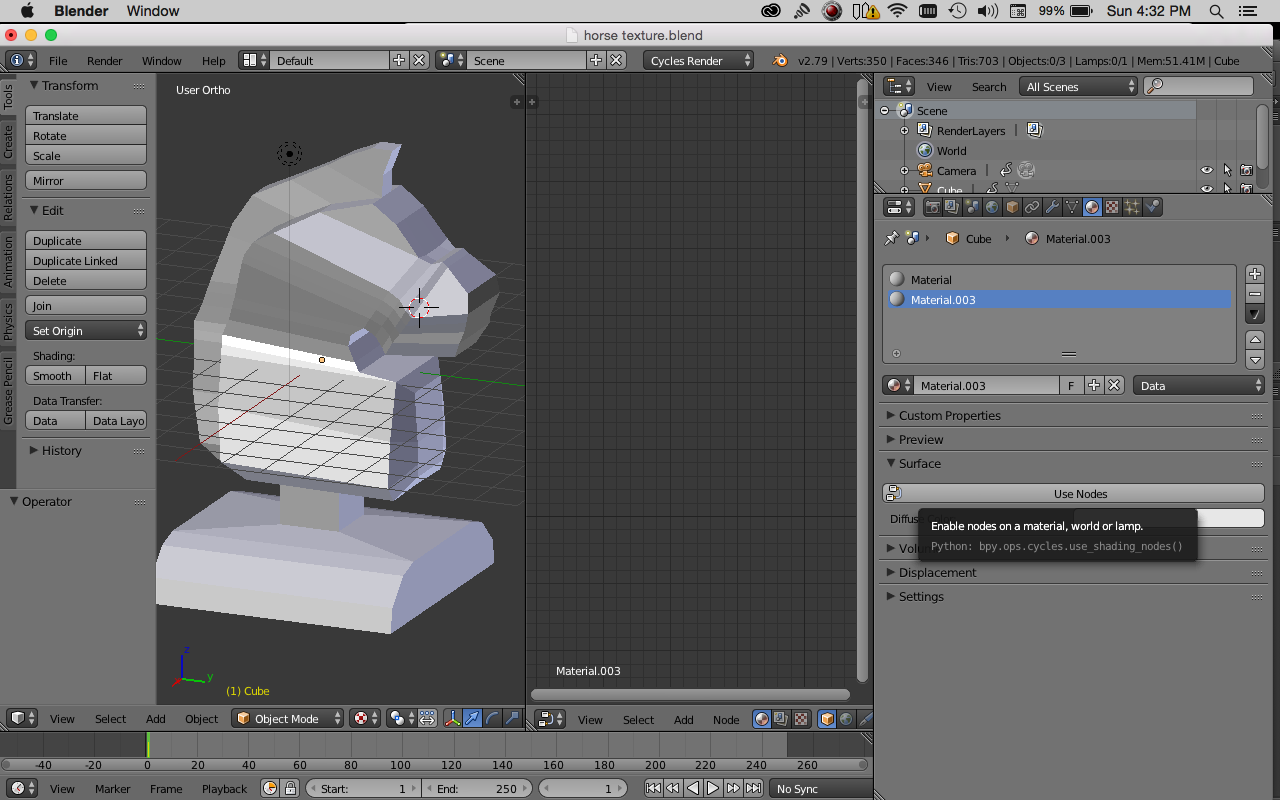 Blender Window 99% Sun 4:32 PM
horse texture.blend
File Render Window Help Default Scene Cycles Render v2.79 | Verts:350 | Faces:346 | Tris:703 | Objects:0/3 | Lamps:0/1 | Mem:51.41M | Cube
Tools
Create
Relations
Animation
Physics
Grease Pencil
Transform
Translate
Rotate
Scale
Mirror
Edit
Duplicate
Duplicate Linked
Delete
Join
Set Origin
Shading:
Smooth Flat
Data Transfer:
Data Data Layo
History
Operator
User Ortho
z
y
(1) Cube
View Select Add Object Object Mode
Material.003
View Select Add Node
View Search All Scenes
Scene
RenderLayers |
World
Camera
Cube
Cube Material.003
Material
Material.003
Material.003 F Data
Custom Properties
Preview
Surface
Use Nodes
Diffus
Enable nodes on a material, world or lamp.
Python: bpy.ops.cycles.use_shading_nodes()
Volu
Displacement
Settings
-40 -20 0 20 40 60 80 100 120 140 160 180 200 220 240 260
View Marker Frame Playback Start: 1 End: 250 1 No Sync